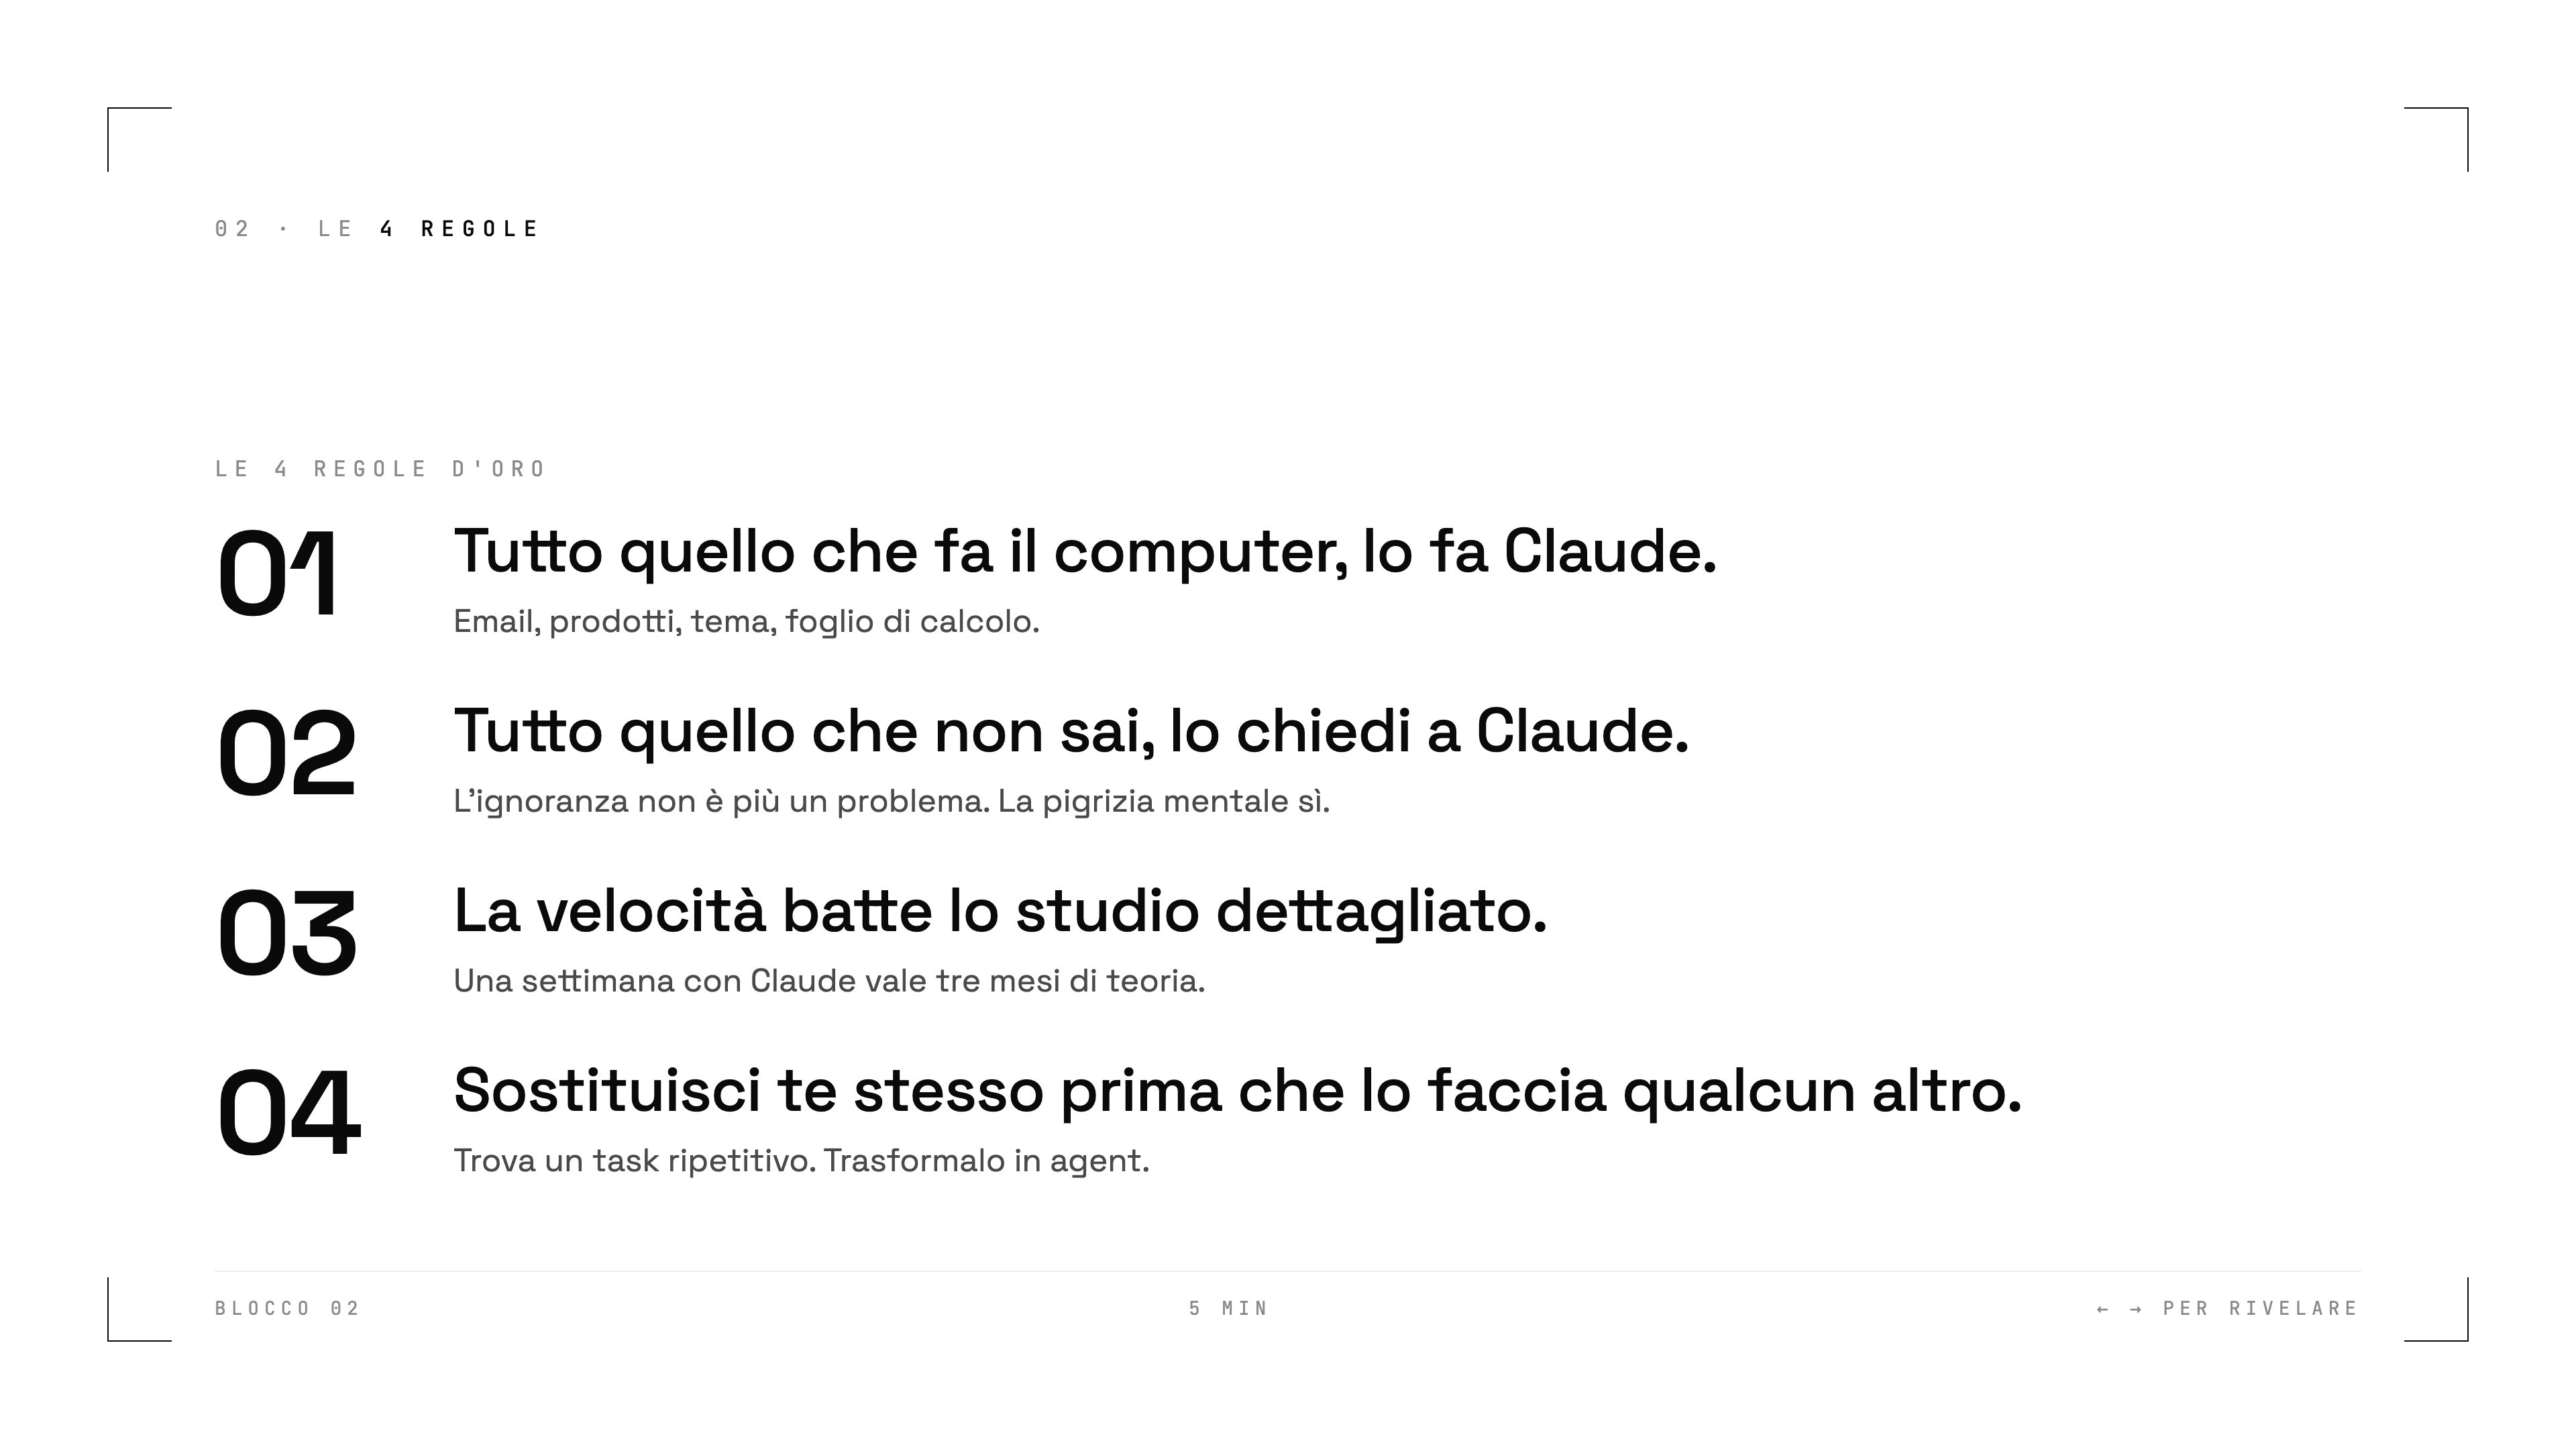 02 · LE 4 REGOLE
LE 4 REGOLE D'ORO
01
Tutto quello che fa il computer, lo fa Claude.
Email, prodotti, tema, foglio di calcolo.
02
Tutto quello che non sai, lo chiedi a Claude.
L’ignoranza non è più un problema. La pigrizia mentale sì.
03
La velocità batte lo studio dettagliato.
Una settimana con Claude vale tre mesi di teoria.
04
Sostituisci te stesso prima che lo faccia qualcun altro.
Trova un task ripetitivo. Trasformalo in agent.
BLOCCO 02
5 MIN
← → PER RIVELARE